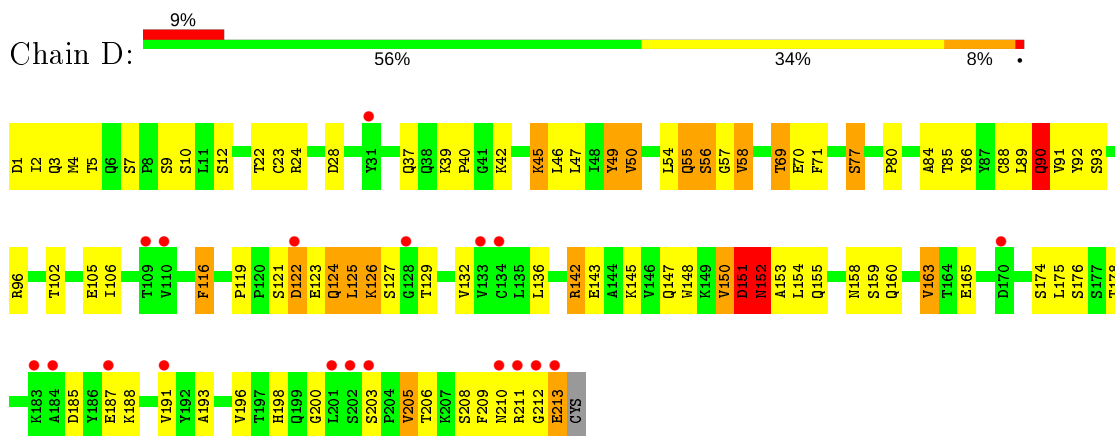 9%
Chain D:
56% 34% 8% •
D1 I2 Q3 M4 T5 Q6 S7 P8 S9 S10 L11 S12 T22 C23 R24 D28 Y31 Q37 Q38 K39 P40 G41 K42 K45 L46 L47 I48 Y49 V50 L54 Q55 S56 G57 V58 T69 E70 F71 S77 P80 A84 T85 Y86 Y87 C88 L89 Q90 V91 Y92 S93
R96 T102 E105 I106 T109 V110 F116 P119 P120 S121 D122 E123 Q124 L125 K126 S127 G128 T129 V132 V133 C134 L135 L136 R142 E143 A144 K145 V146 Q147 W148 K149 V150 D151 N152 A153 L154 Q155 N158 S159 Q160 V163 T164 E165 D170 S174 L175 S176 S177 T178
K183 A184 D185 Y186 E187 K188 V191 Y192 A193 V196 T197 H198 Q199 G200 L201 S202 S203 P204 V205 T206 K207 S208 F209 N210 R211 G212 E213 CYS